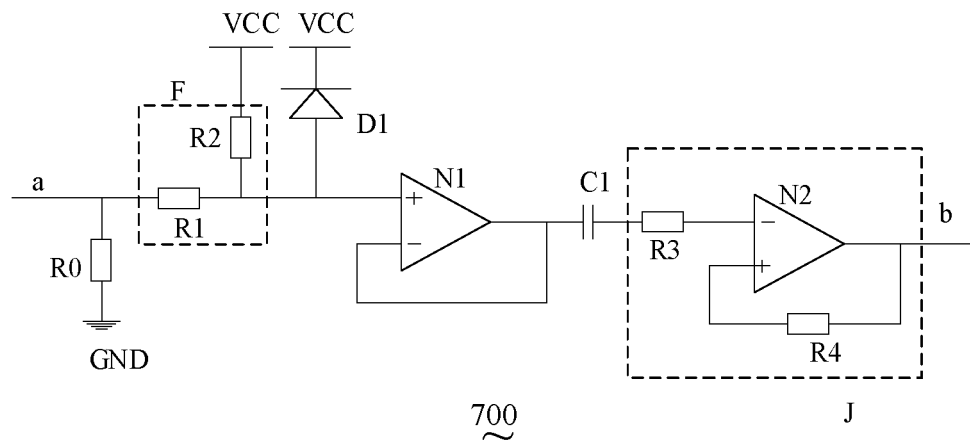 VCC VCC
F
R2
D1
a
R1
R0
GND
+
−
N1
C1
R3
N2
−
+
R4
b
J
700